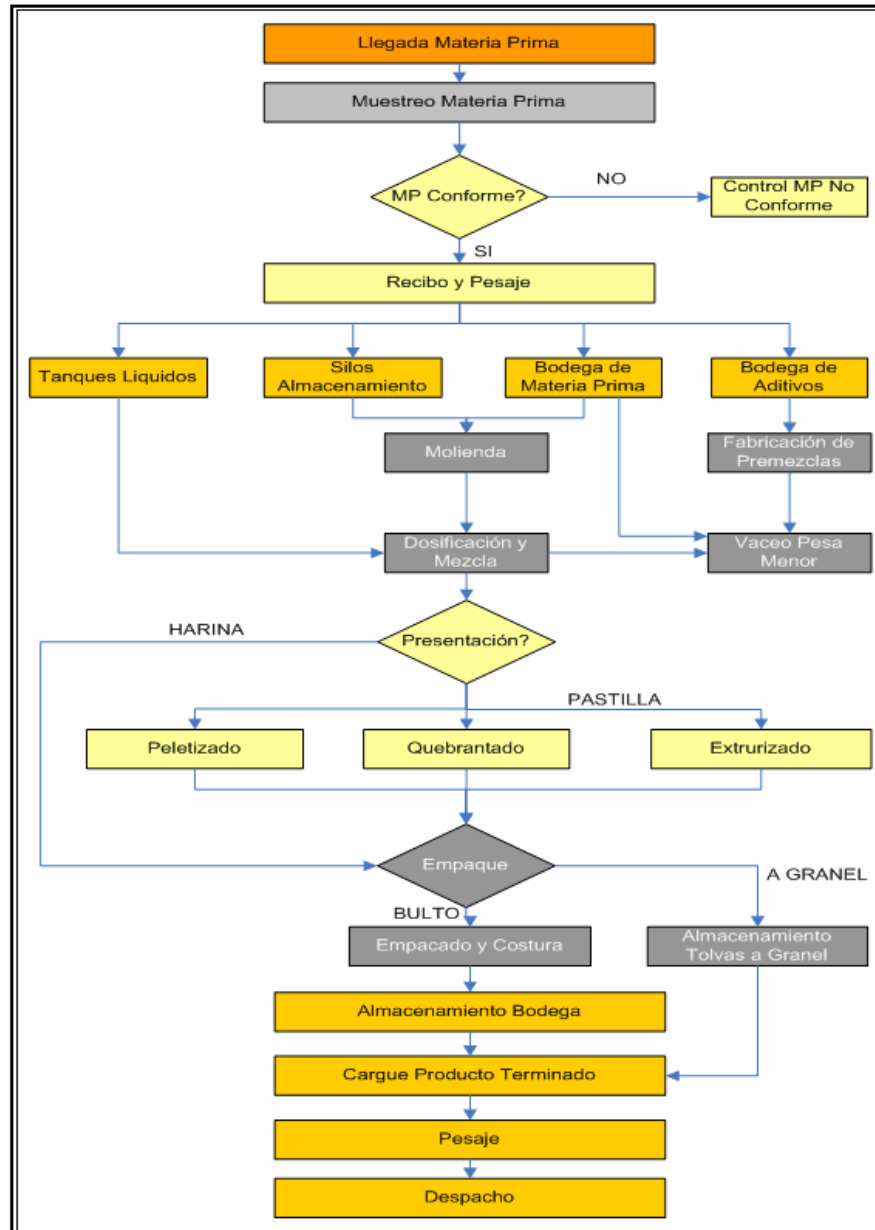 Llegada Materia Prima
Muestreo Materia Prima
MP Conforme?
NO
Control MP No
Conforme
SI
Recibo y Pesaje
Tanques Liquidos
Silos
Almacenamiento
Bodega de
Materia Prima
Bodega de
Aditivos
Molienda
Fabricación de
Premezclas
Dosificación y
Mezcla
Vaceo Pesa
Menor
HARINA
Presentación?
PASTILLA
Peletizado
Quebrantado
Extrurizado
Empaque
A GRANEL
BULTO
Empacado y Costura
Almacenamiento
Tolvas a Granel
Almacenamiento Bodega
Cargue Producto Terminado
Pesaje
Despacho